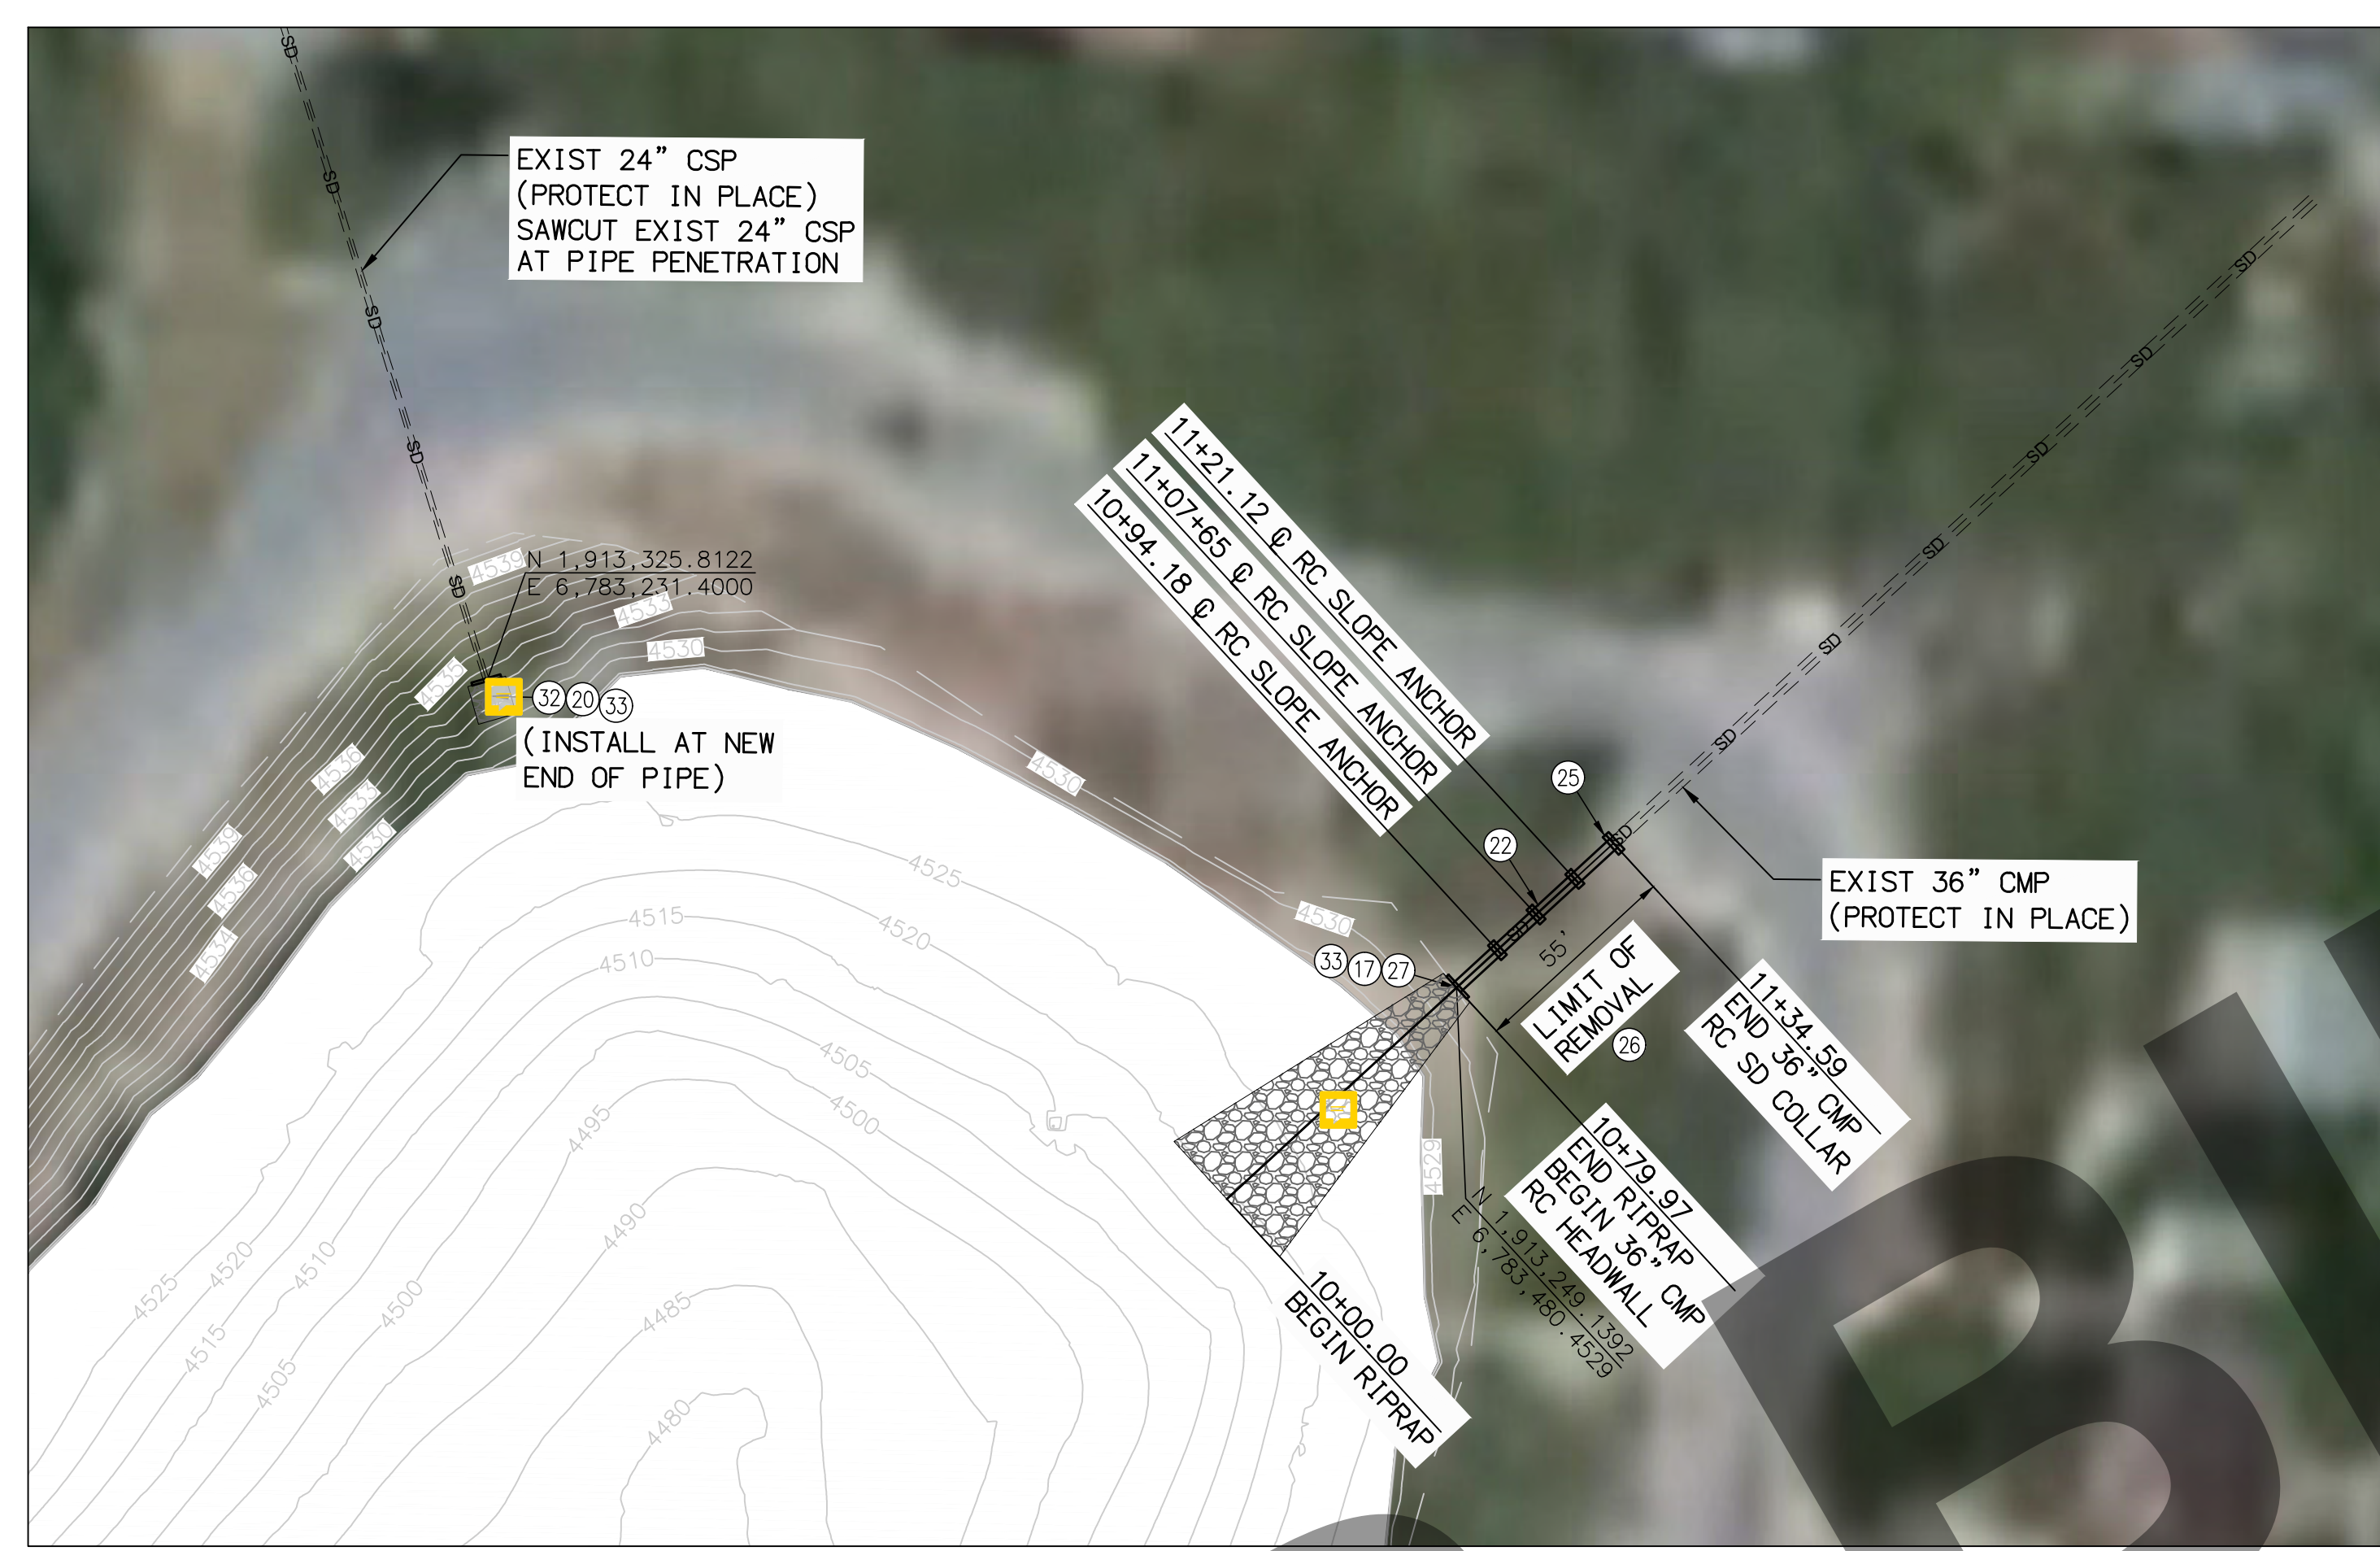 SD
EXIST 24” CSP
(PROTECT IN PLACE)
SAWCUT EXIST 24” CSP
AT PIPE PENETRATION
SD
SD
SD
SD
N 1,913,325.8122
E 6,783,231.4000
4539
4533
4530
4535
32 20 33
(INSTALL AT NEW
END OF PIPE)
4536
4533
4530
4539
4536
4534
4530
4530
11+21.12 ℄ RC SLOPE ANCHOR
11+07+65 ℄ RC SLOPE ANCHOR
10+94.18 ℄ RC SLOPE ANCHOR
SD
SD
SD
SD
SD
SD
SD
SD
25
22
33 17 27
EXIST 36” CMP
(PROTECT IN PLACE)
55’
LIMIT OF
REMOVAL
26
11+34.59
END 36” CMP
RC SD COLLAR
10+79.97
END RIPRAP
BEGIN 36” CMP
RC HEADWALL
N 1,913,249.1392
E 6,783,480.4529
10+00.00
BEGIN RIPRAP
4529
4525
4515
4520
4510
4505
4500
4495
4490
4485
4480
4525
4520
4510
4500
4515
4505
B